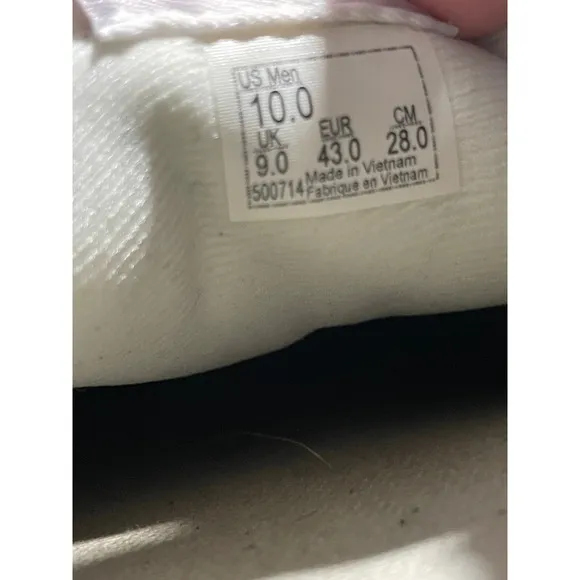 US Men
10.0
UK EUR CM.
9.0 43.0 28.0
Made in Vietnam
500714 Fabrique en Vietnam